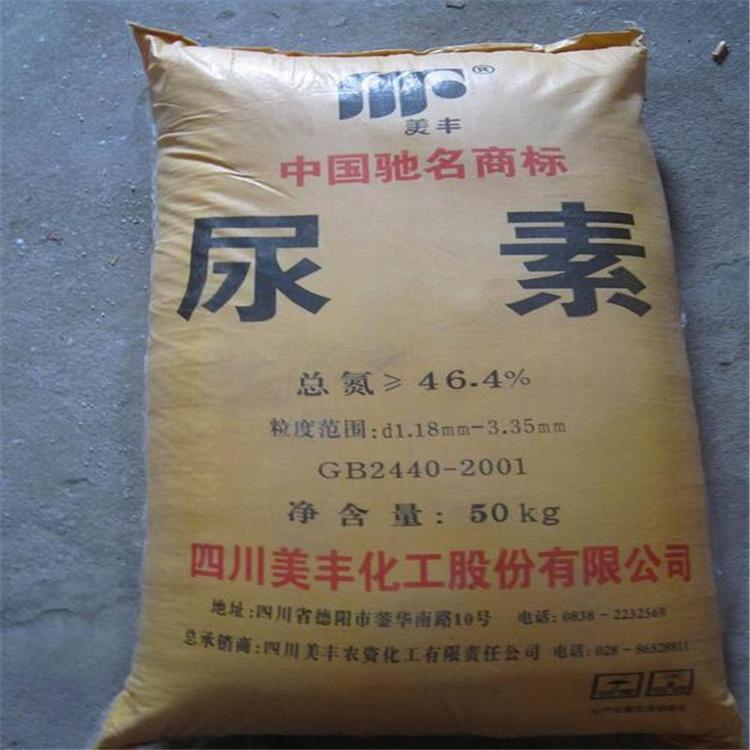 ®
美丰
中国驰名商标
尿 素
总氮≥46.4%
粒度范围:d1.18mm-3.35mm
GB2440-2001
净含量: 50kg
四川美丰化工股份有限公司
地址:四川省德阳市蓥华南路10号 电话:0838-2232569
总承销商:四川美丰农资化工有限责任公司 电话:028-86528811